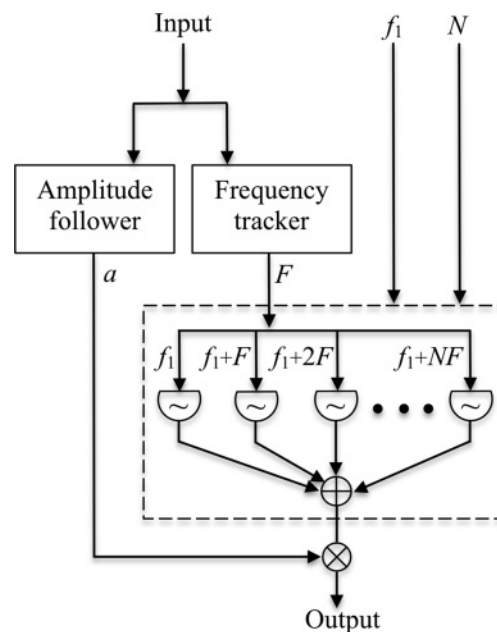 Input
f₁
N
Amplitude
follower
Frequency
tracker
a
F
f₁
f₁+F
f₁+2F
f₁+NF
~
~
~
~
Output